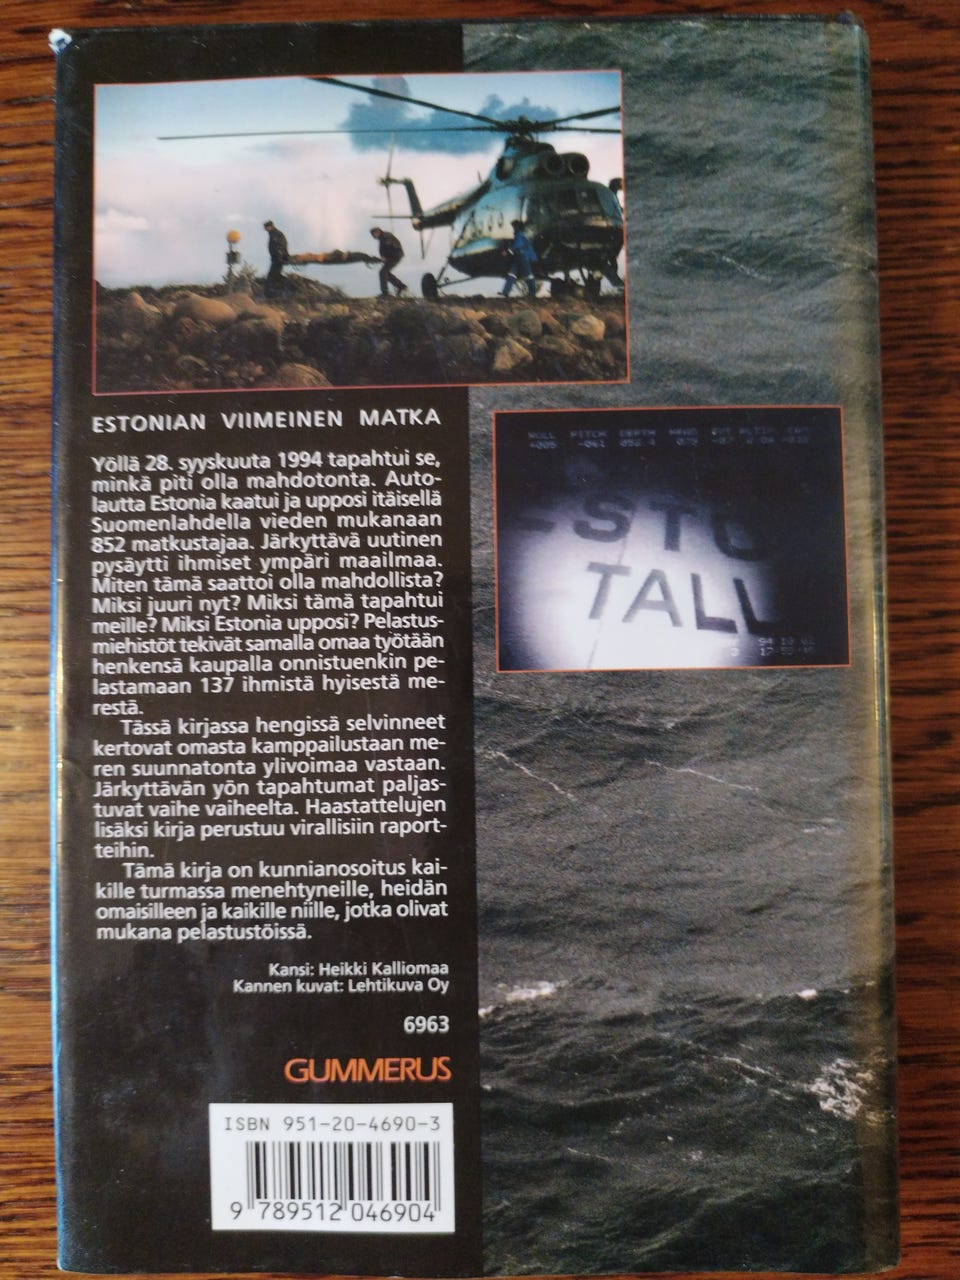 ESTONIAN VIIMEINEN MATKA
Yöllä 28. syyskuuta 1994 tapahtui se,
minkä piti olla mahdotonta. Auto-
lautta Estonia kaatui ja upposi itäisellä
Suomenlahdella vieden mukanaan
852 matkustajaa. Järkyttävä uutinen
pysäytti ihmiset ympäri maailmaa.
Miten tämä saattoi olla mahdollista?
Miksi juuri nyt? Miksi tämä tapahtui
meille? Miksi Estonia upposi? Pelastus-
miehistöt tekivät samalla omaa työtään
henkensä kaupalla onnistuenkin pe-
lastamaan 137 ihmistä hyisestä me-
restä.
Tässä kirjassa hengissä selvinneet
kertovat omasta kamppailustaan me-
ren suunnatonta ylivoimaa vastaan.
Järkyttävän yön tapahtumat paljas-
tuvat vaihe vaiheelta. Haastattelujen
lisäksi kirja perustuu virallisiin raport-
teihin.
Tämä kirja on kunnianosoitus kai-
kille turmassa menehtyneille, heidän
omaisilleen ja kaikille niille, jotka olivat
mukana pelastustöissä.
Kansi: Heikki Kalliomaa
Kannen kuvat: Lehtikuva Oy
6963
GUMMERUS
ISBN 951-20-4690-3
9 789512 046904
ROLL PITCH DEPTH
ESTO
TALL